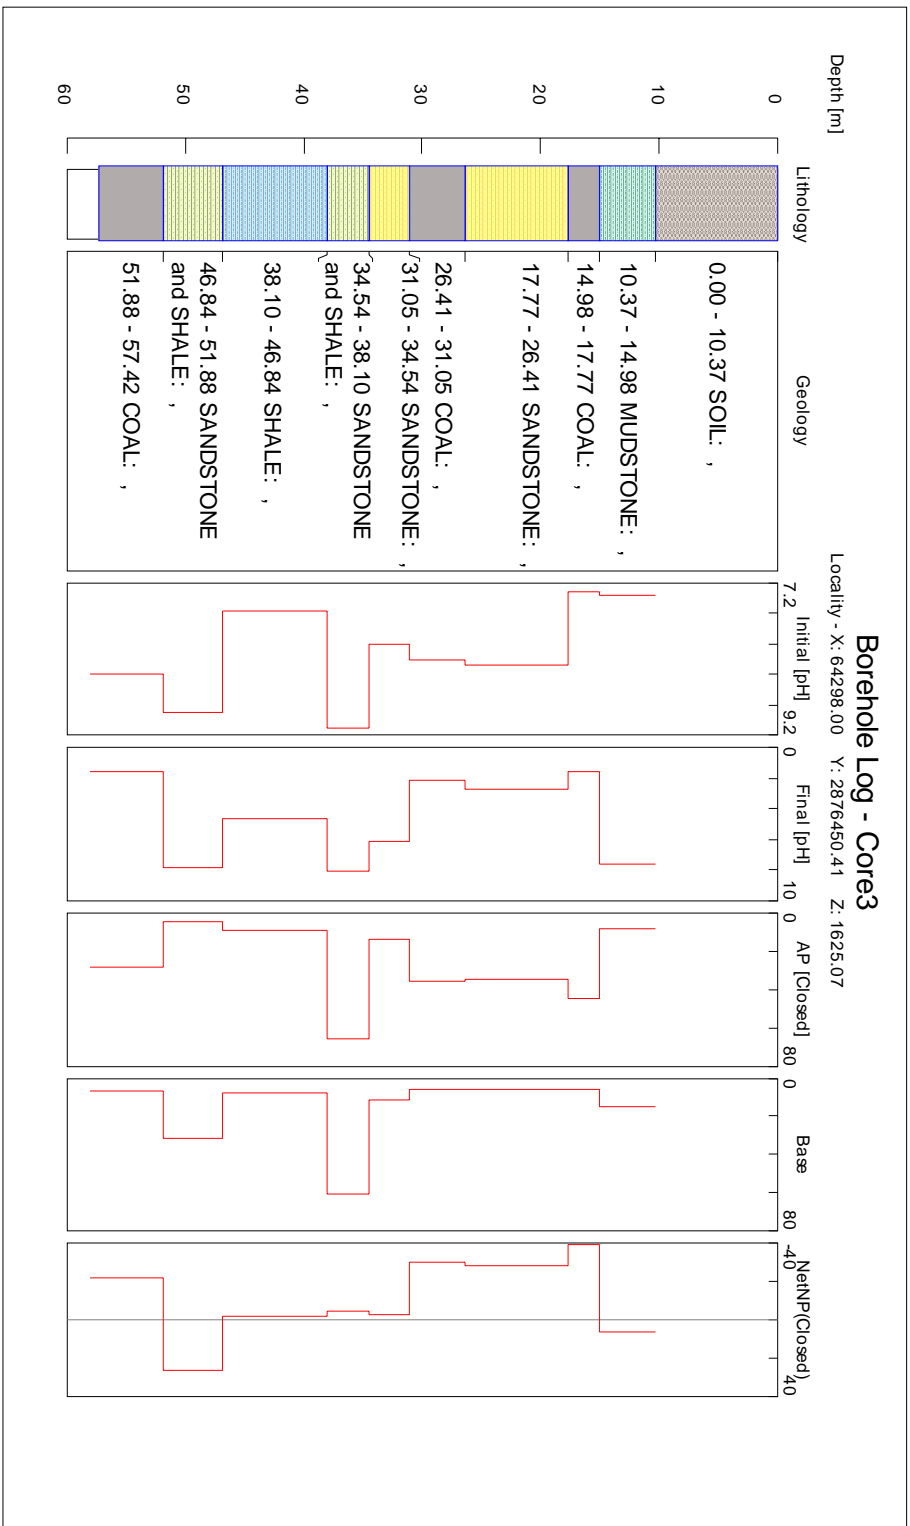 Borehole Log - Core3
Locality - X: 64298.00 Y: 2876450.41 Z: 1625.07
Depth [m]
Lithology
Geology
Initial [pH]
7.2
9.2
Final [pH]
0
10
AP [Closed]
0
80
Base
0
80
NetNP(Closed)
-40
40
0
10
20
30
40
50
60
0.00 - 10.37 SOIL: ,
10.37 - 14.98 MUDSTONE: ,
14.98 - 17.77 COAL: ,
17.77 - 26.41 SANDSTONE: ,
26.41 - 31.05 COAL: ,
31.05 - 34.54 SANDSTONE: ,
34.54 - 38.10 SANDSTONE
and SHALE: ,
38.10 - 46.84 SHALE: ,
46.84 - 51.88 SANDSTONE
and SHALE: ,
51.88 - 57.42 COAL: ,